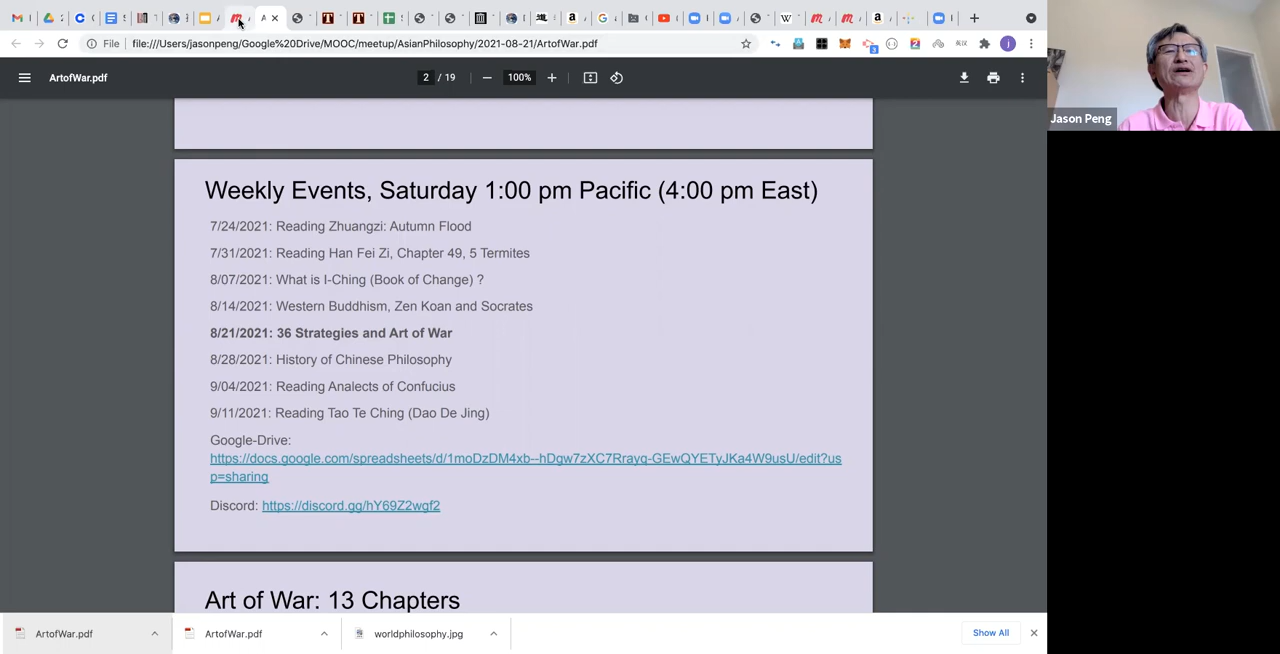 File
file:///Users/jasonpeng/Google%20Drive/MOOC/meetup/AsianPhilosophy/2021-08-21/ArtofWar.pdf
ArtofWar.pdf
2 / 19
100%
Jason Peng
Weekly Events, Saturday 1:00 pm Pacific (4:00 pm East)
7/24/2021: Reading Zhuangzi: Autumn Flood
7/31/2021: Reading Han Fei Zi, Chapter 49, 5 Termites
8/07/2021: What is I-Ching (Book of Change) ?
8/14/2021: Western Buddhism, Zen Koan and Socrates
8/21/2021: 36 Strategies and Art of War
8/28/2021: History of Chinese Philosophy
9/04/2021: Reading Analects of Confucius
9/11/2021: Reading Tao Te Ching (Dao De Jing)
Google-Drive:
https://docs.google.com/spreadsheets/d/1moDzDM4xb--hDgw7zXC7Rrayq-GEwQYETyJKa4W9usU/edit?us
p=sharing
Discord: https://discord.gg/hY69Z2wgf2
Art of War: 13 Chapters
ArtofWar.pdf
ArtofWar.pdf
worldphilosophy.jpg
Show All